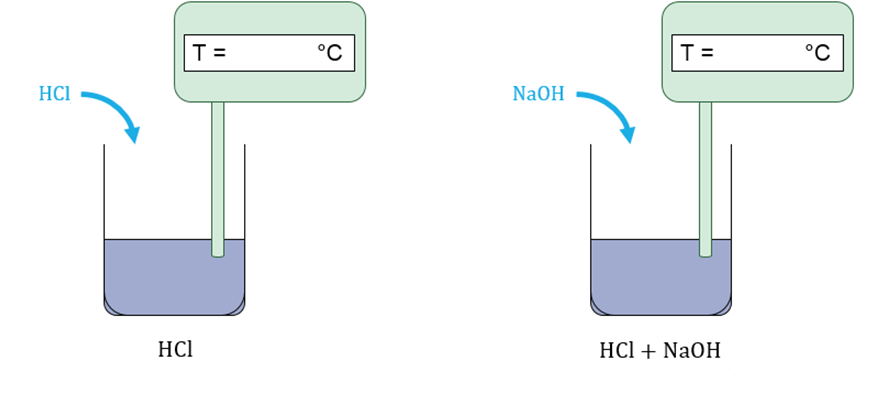 T = °C
HCl
HCl
T = °C
NaOH
HCl + NaOH